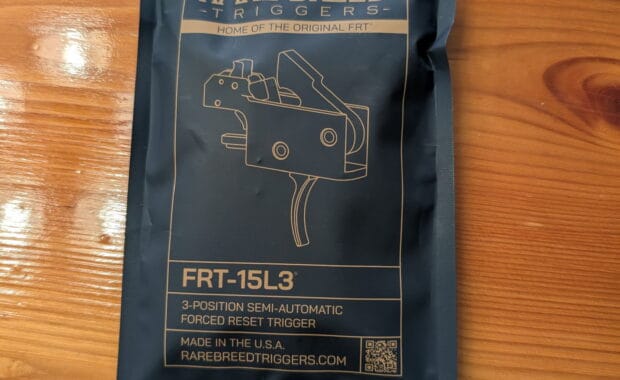 -TRIGGERS-
HOME OF THE ORIGINAL FRT
FRT-15L3®
3-POSITION SEMI-AUTOMATIC
FORCED RESET TRIGGER
MADE IN THE U.S.A.
RAREBREEDTRIGGERS.COM